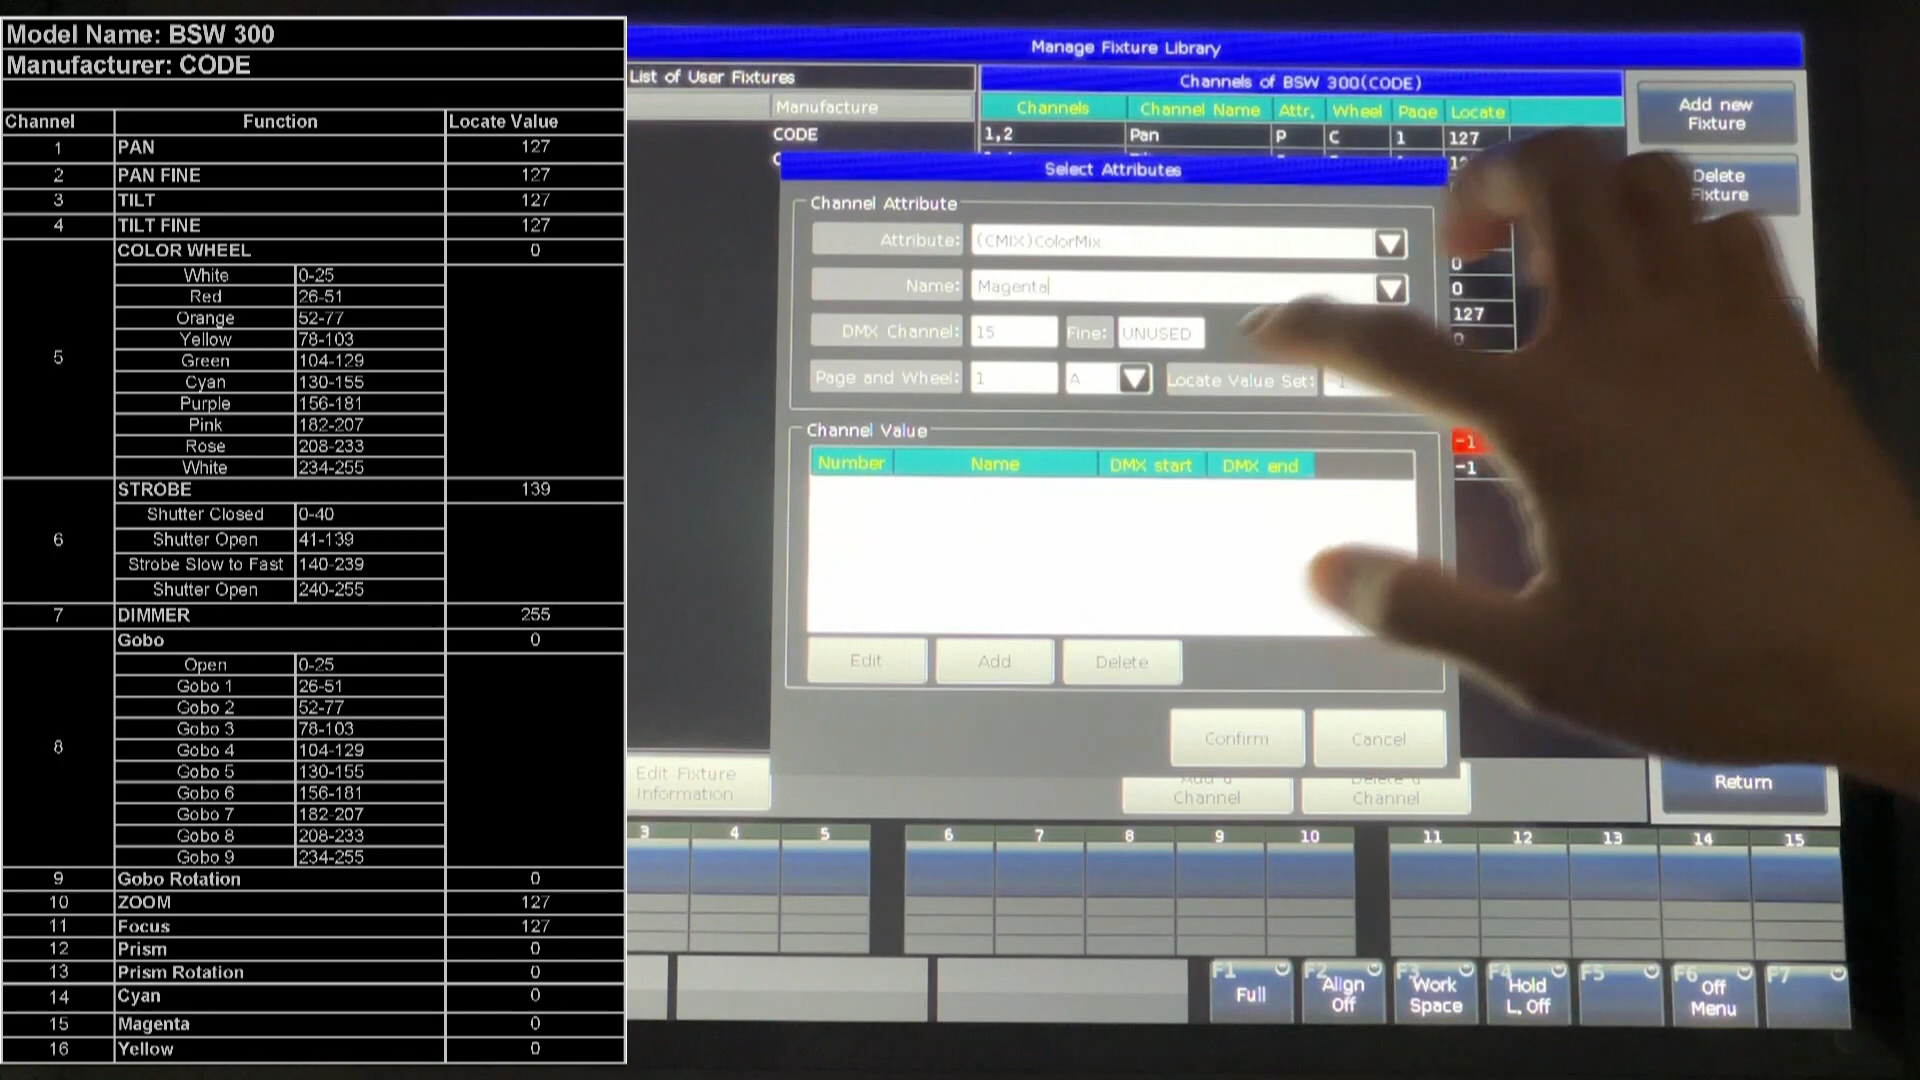 Model Name: BSW 300
Manufacturer: CODE
Channel Function Locate Value
1 PAN 127
2 PAN FINE 127
3 TILT 127
4 TILT FINE 127
5 COLOR WHEEL 0
White 0-25
Red 26-51
Orange 52-77
Yellow 78-103
Green 104-129
Cyan 130-155
Purple 156-181
Pink 182-207
Rose 208-233
White 234-255
6 STROBE 139
Shutter Closed 0-40
Shutter Open 41-139
Strobe Slow to Fast 140-239
Shutter Open 240-255
7 DIMMER 255
8 Gobo 0
Open 0-25
Gobo 1 26-51
Gobo 2 52-77
Gobo 3 78-103
Gobo 4 104-129
Gobo 5 130-155
Gobo 6 156-181
Gobo 7 182-207
Gobo 8 208-233
Gobo 9 234-255
9 Gobo Rotation 0
10 ZOOM 127
11 Focus 127
12 Prism 0
13 Prism Rotation 0
14 Cyan 0
15 Magenta 0
16 Yellow 0
Manage Fixture Library
List of User Fixtures
Manufacture
CODE
Channels of BSW 300(CODE)
Channels Channel Name Attr. Wheel Page Locate
1,2 Pan P C 1 127
0
0
127
0
-1
-1
Add new
Fixture
Delete
Fixture
Select Attributes
Channel Attribute
Attribute: (CMIX)ColorMix
Name: Magenta
DMX Channel: 15 Fine: UNUSED
Page and Wheel: 1 A Locate Value Set:
Channel Value
Number Name DMX start DMX end
Edit Add Delete
Confirm Cancel
Edit Fixture
Information
Add a
Channel
Delete a
Channel
Return
3 4 5 6 7 8 9 10 11 12 13 14 15
F1 Full
F2 Align
Off
F3 Work
Space
F4 Hold
L. Off
F5
F6 Off
Menu
F7